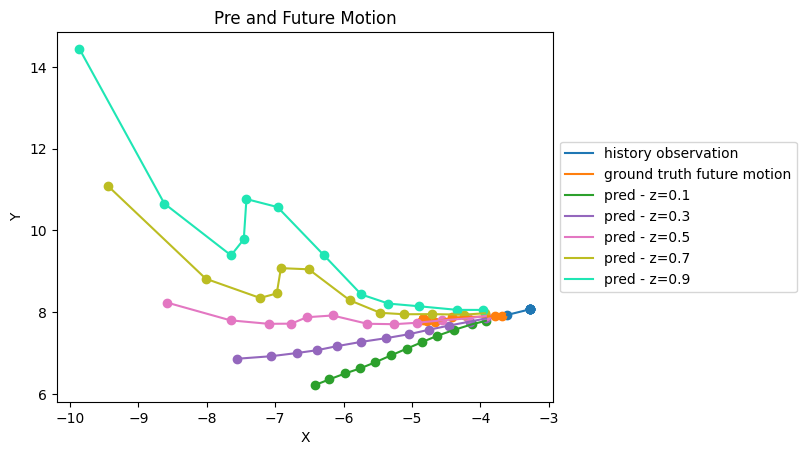 Pre and Future Motion
Y
14
12
10
8
6
−10
−9
−8
−7
−6
−5
−4
−3
X
history observation
ground truth future motion
pred - z=0.1
pred - z=0.3
pred - z=0.5
pred - z=0.7
pred - z=0.9